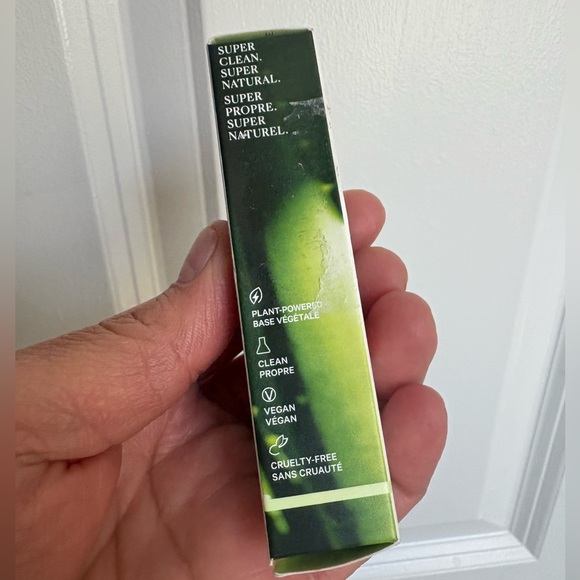 SUPER
CLEAN.
SUPER
NATURAL.
SUPER
PROPRE.
SUPER
NATUREL.
PLANT-POWERED
BASE VÉGÉTALE
CLEAN
PROPRE
VEGAN
VÉGAN
CRUELTY-FREE
SANS CRUAUTÉ